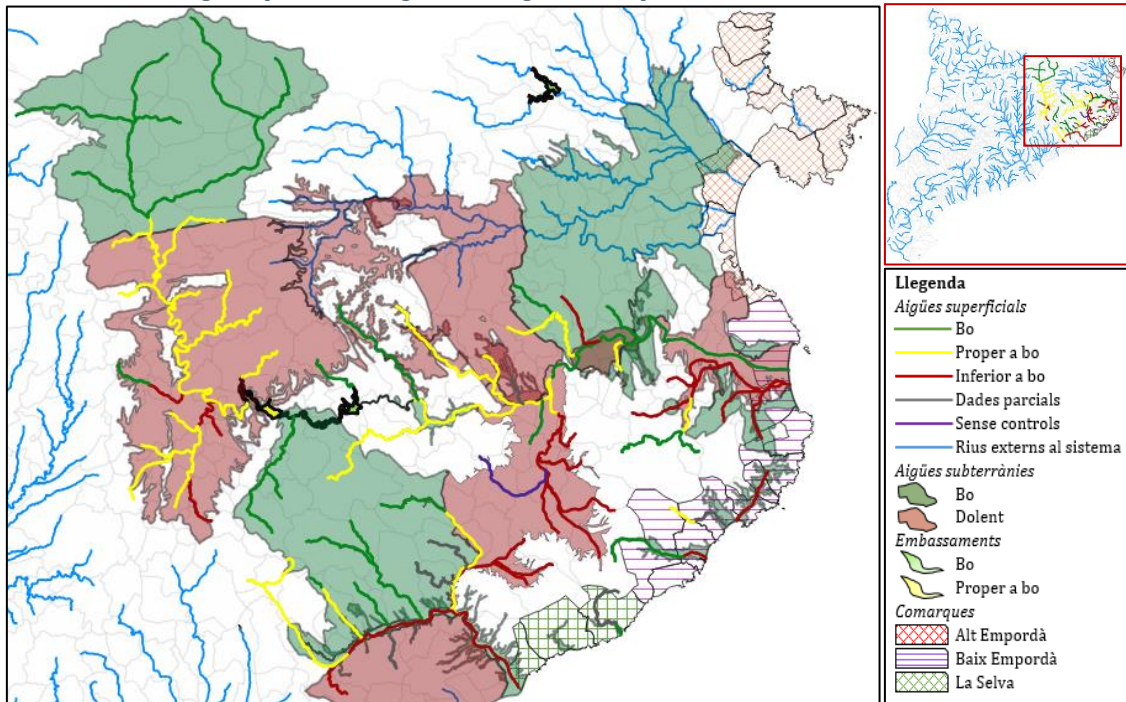 Llegenda
Aigües superficials
Bo
Proper a bo
Inferior a bo
Dades parcials
Sense controls
Rius externs al sistema
Aigües subterrànies
Bo
Dolent
Embassaments
Bo
Proper a bo
Comarques
Alt Empordà
Baix Empordà
La Selva